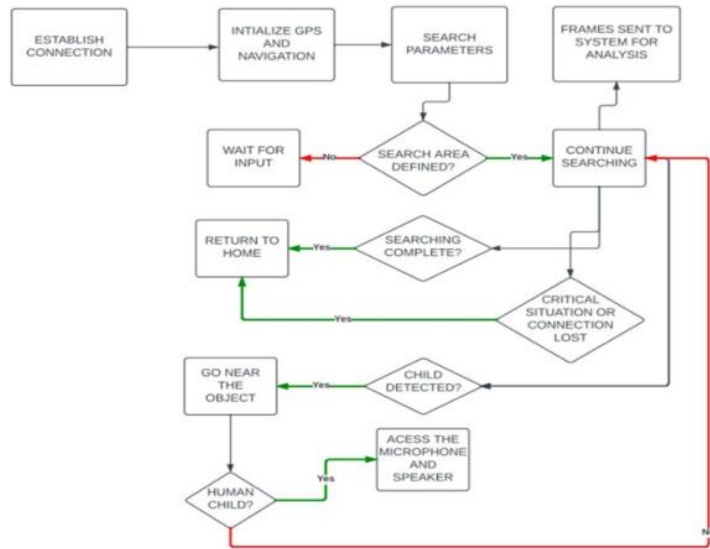 ESTABLISH
CONNECTION
INTIALIZE GPS
AND
NAVIGATION
SEARCH
PARAMETERS
FRAMES SENT TO
SYSTEM FOR
ANALYSIS
WAIT FOR
INPUT
No
SEARCH AREA
DEFINED?
Yes
CONTINUE
SEARCHING
RETURN TO
HOME
Yes
SEARCHING
COMPLETE?
Yes
CRITICAL
SITUATION OR
CONNECTION
LOST
GO NEAR
THE
OBJECT
Yes
CHILD
DETECTED?
ACESS THE
MICROPHONE
AND
SPEAKER
Yes
HUMAN
CHILD?